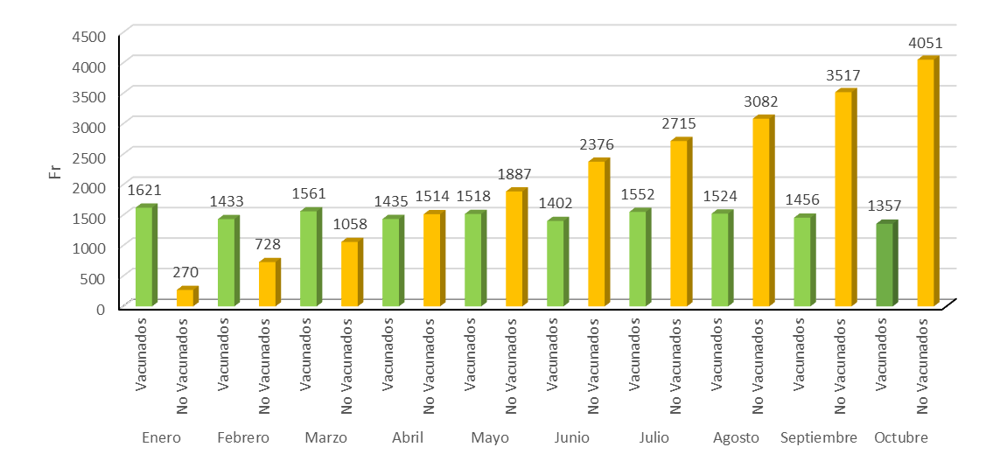 4500
4000
3500
3000
2500
2000
1500
1000
500
0
Fr
1621
270
1433
728
1561
1058
1435
1514
1518
1887
1402
2376
1552
2715
1524
3082
1456
3517
1357
4051
Vacunados
No Vacunados
Vacunados
No Vacunados
Vacunados
No Vacunados
Vacunados
No Vacunados
Vacunados
No Vacunados
Vacunados
No Vacunados
Vacunados
No Vacunados
Vacunados
No Vacunados
Vacunados
No Vacunados
Vacunados
No Vacunados
Enero Febrero Marzo Abril Mayo Junio Julio Agosto Septiembre Octubre